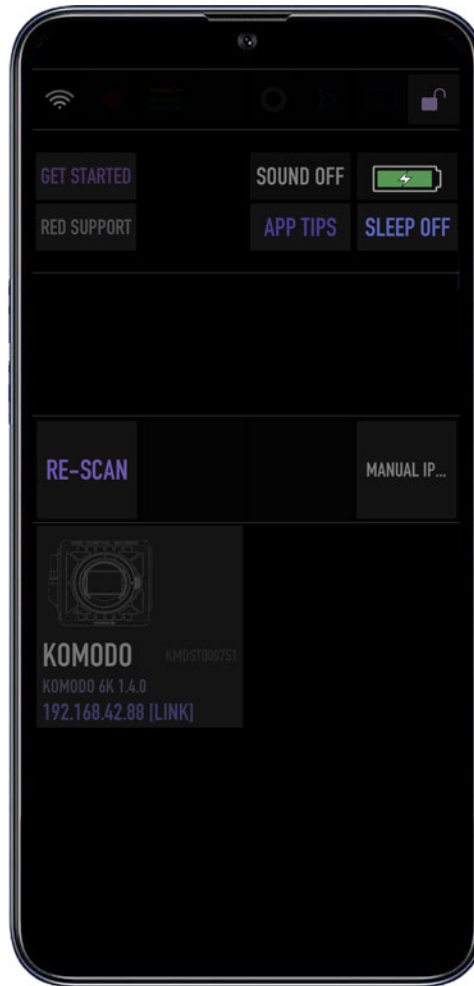 GET STARTED
SOUND OFF
RED SUPPORT
APP TIPS
SLEEP OFF
RE-SCAN
MANUAL IP...
KOMODO
KMOST000751
KOMODO 6K 1.4.0
192.168.42.88 [LINK]